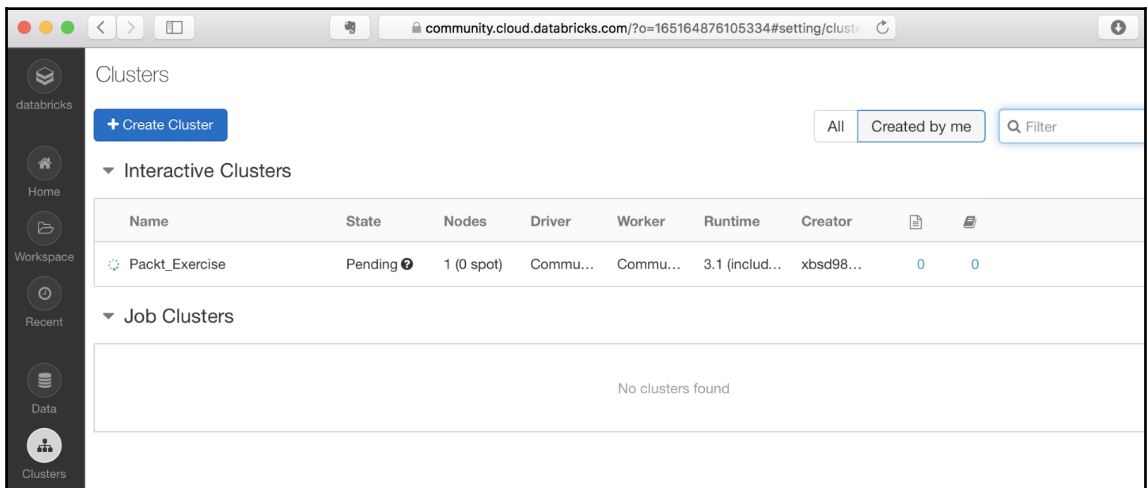 community.cloud.databricks.com/?o=165164876105334#setting/cluste
databricks
Home
Workspace
Recent
Data
Clusters
Clusters
+ Create Cluster
All Created by me Filter
Interactive Clusters
Name State Nodes Driver Worker Runtime Creator
Packt_Exercise Pending ? 1 (0 spot) Commu... Commu... 3.1 (includ... xbsd98... 0 0
Job Clusters
No clusters found